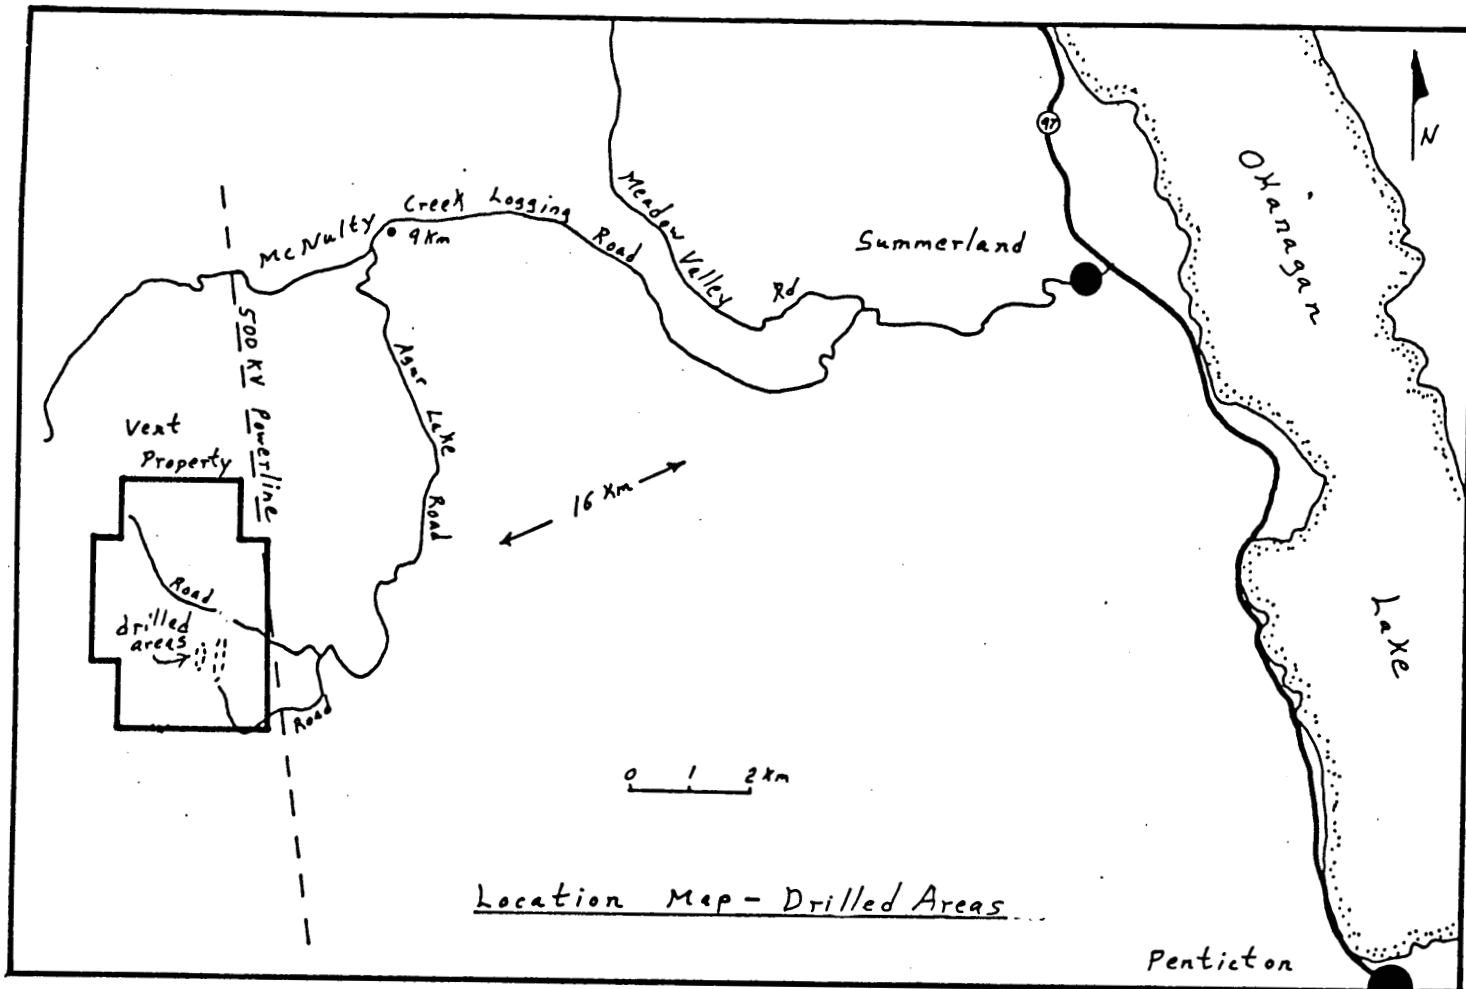 N
97
Okanagan
Lake
Meadow Valley Rd
McNulty Creek Logging Road
9 Km
Summerland
500 KV Powerline
Agur Lake Road
Vent
Property
16 Km
Road
drilled
areas
Road
0 1 2 Km
Location Map - Drilled Areas
Penticton